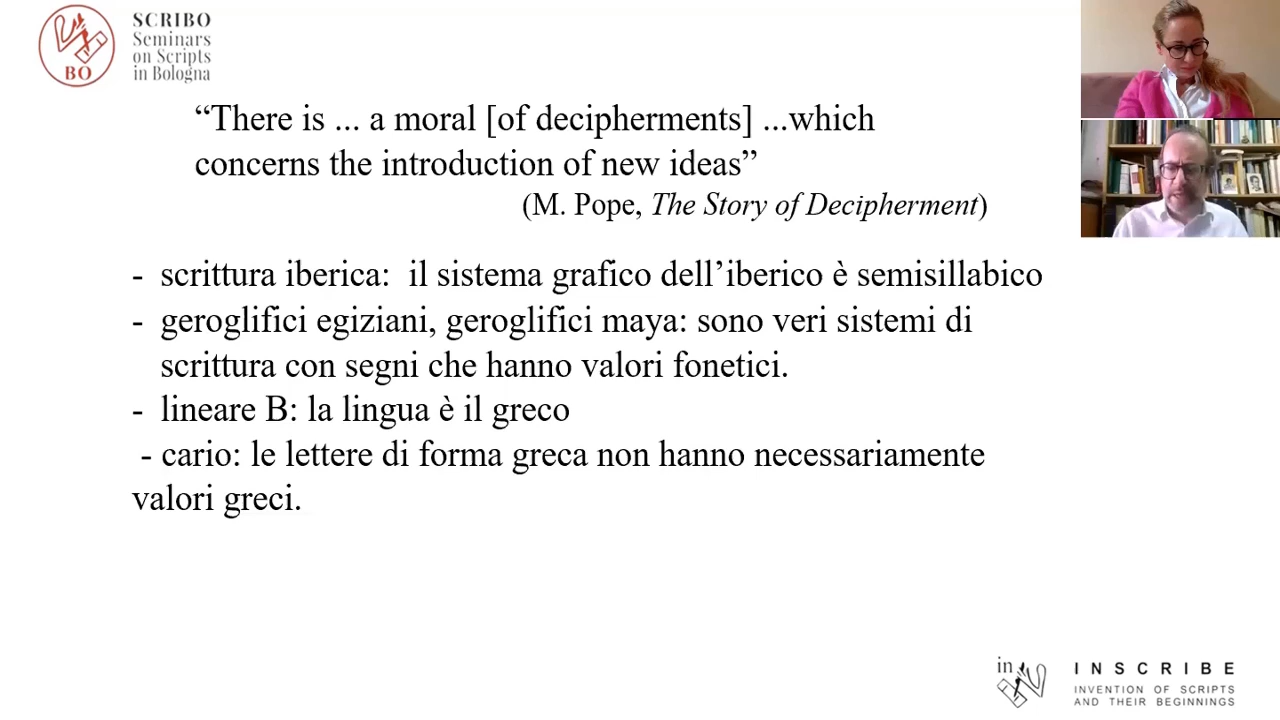 SCRIBO
Seminars
on Scripts
in Bologna
BO
“There is ... a moral [of decipherments] ...which
concerns the introduction of new ideas”
(M. Pope, The Story of Decipherment)
- scrittura iberica: il sistema grafico dell’iberico è semisillabico
- geroglifici egiziani, geroglifici maya: sono veri sistemi di
scrittura con segni che hanno valori fonetici.
- lineare B: la lingua è il greco
- cario: le lettere di forma greca non hanno necessariamente
valori greci.
in
INSCRIBE
INVENTION OF SCRIPTS
AND THEIR BEGINNINGS